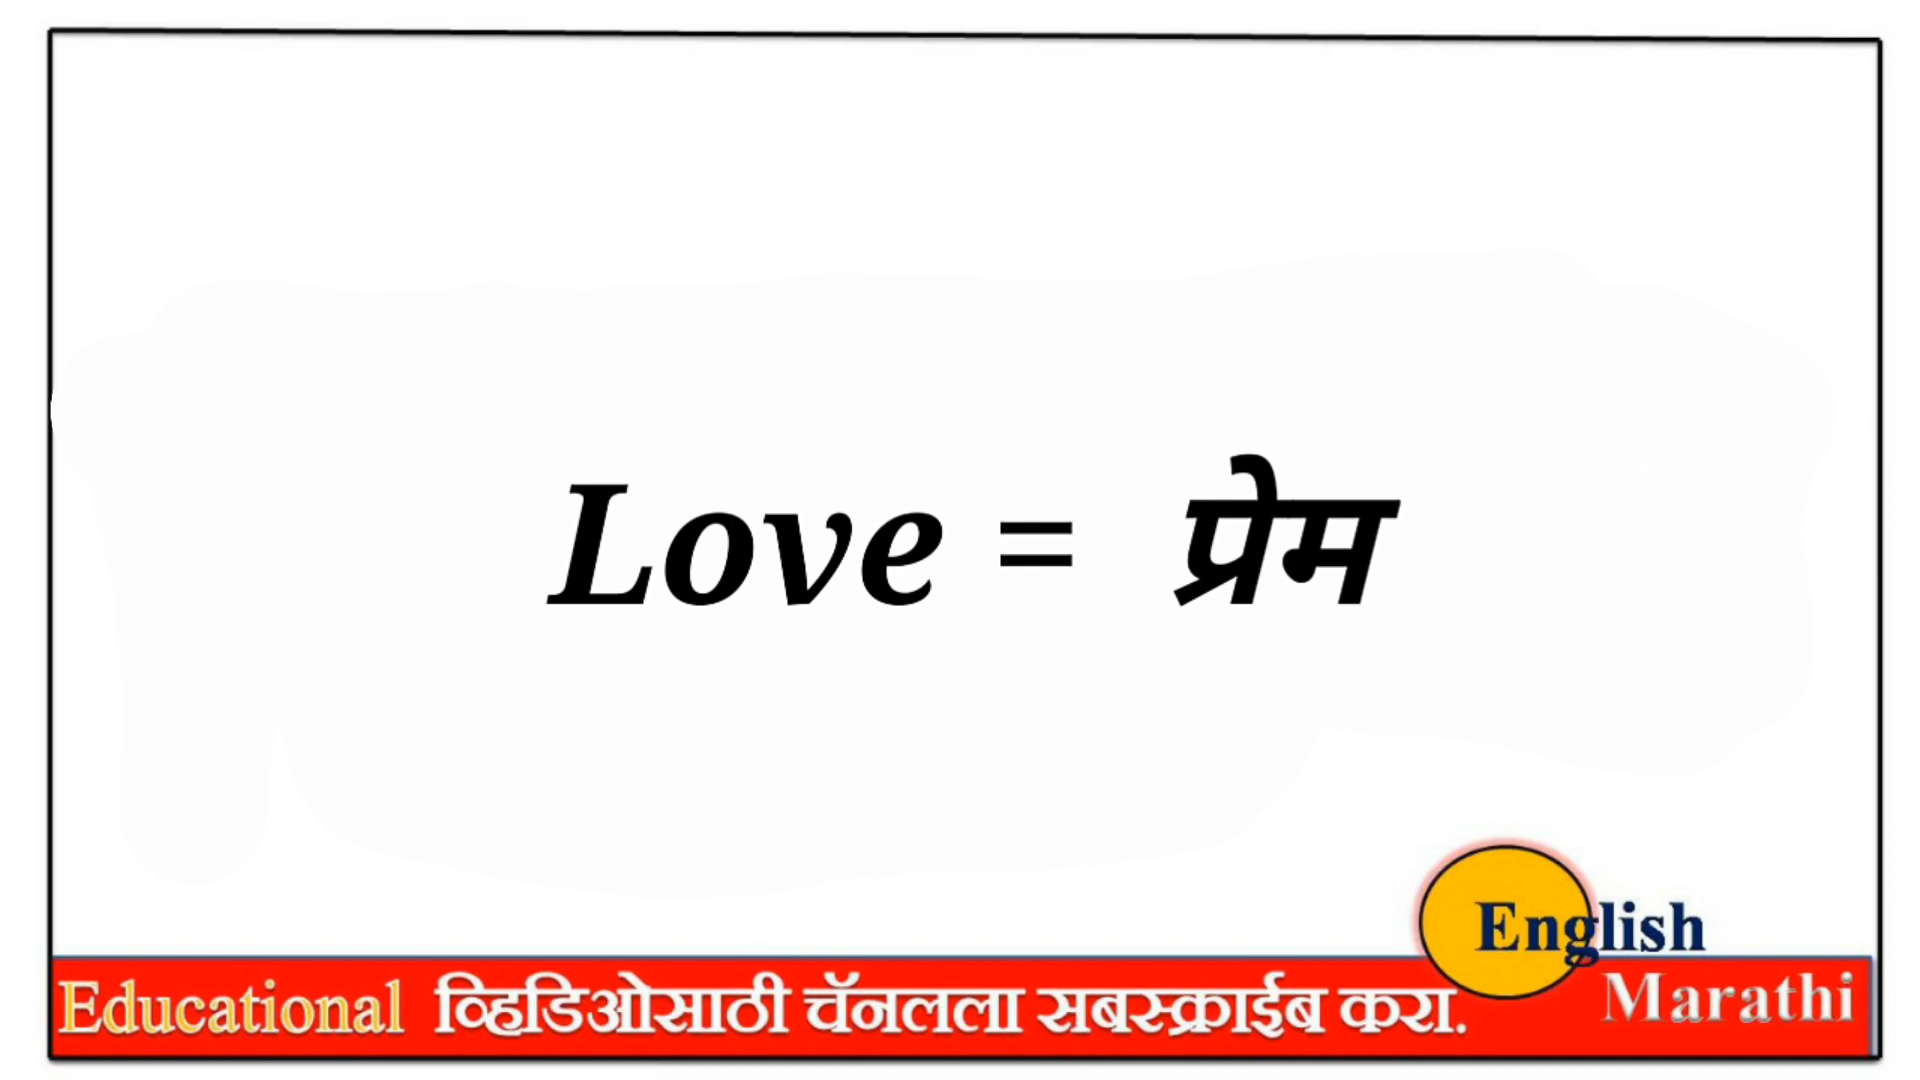 Love = प्रेम
English
Educational व्हिडिओसाठी चॅनलला सबस्क्राईब करा.
Marathi